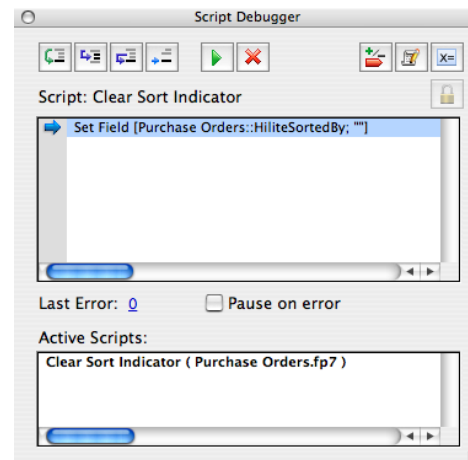 Script Debugger
X=
Script: Clear Sort Indicator
Set Field [Purchase Orders::HiliteSortedBy; ""]
Last Error: 0 Pause on error
Active Scripts:
Clear Sort Indicator ( Purchase Orders.fp7 )